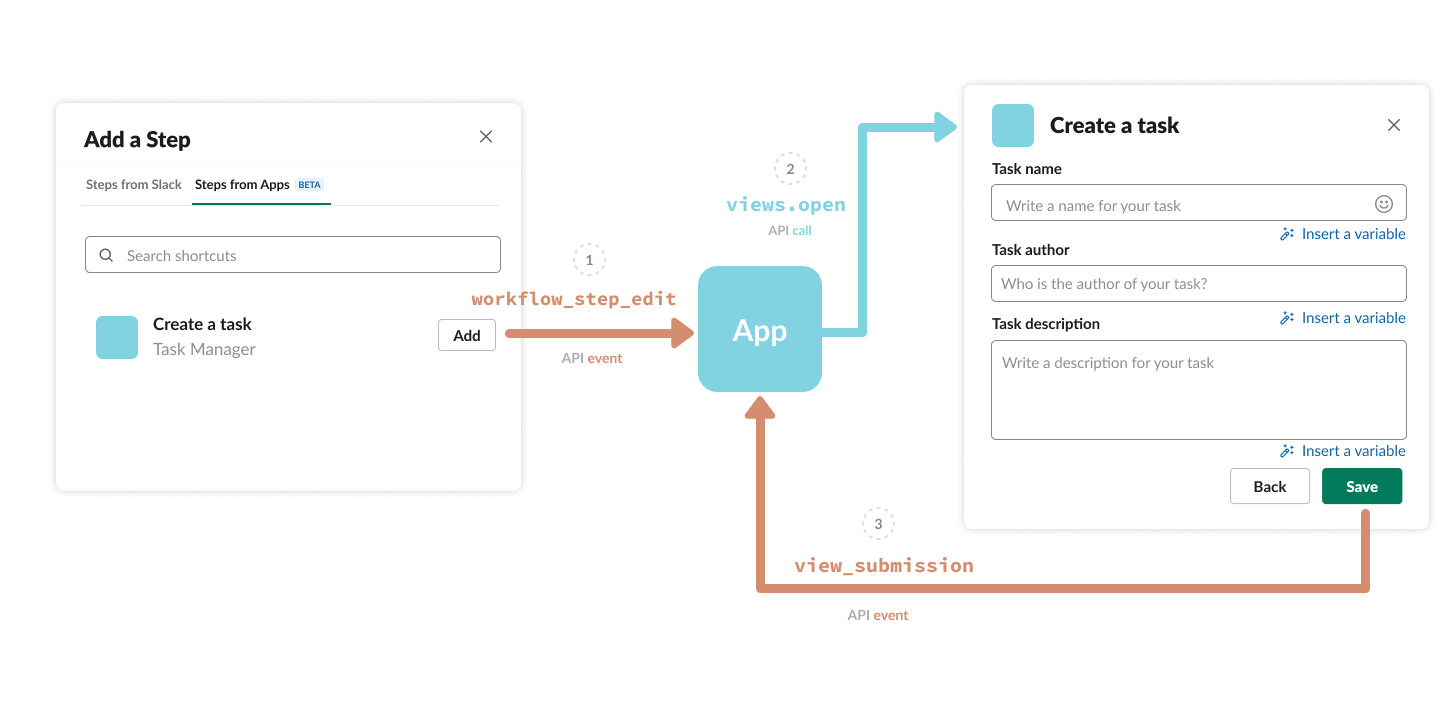 Add a Step
Steps from Slack
Steps from Apps BETA
Search shortcuts
Create a task
Task Manager
Add
1
workflow_step_edit
API event
2
views.open
API call
App
Create a task
Task name
Write a name for your task
Insert a variable
Task author
Who is the author of your task?
Insert a variable
Task description
Write a description for your task
Insert a variable
Back
Save
3
view_submission
API event